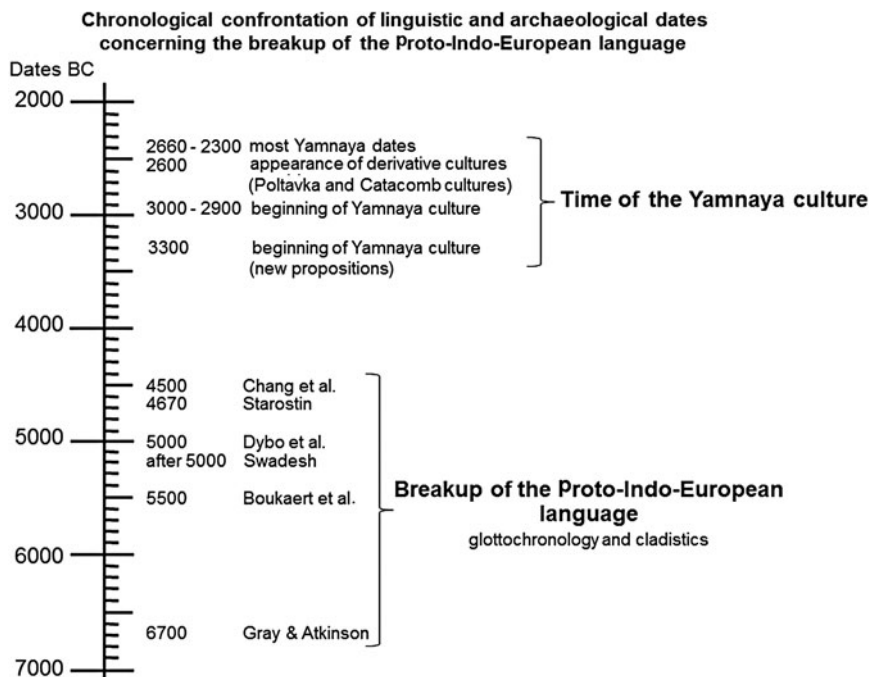 Chronological confrontation of linguistic and archaeological dates
concerning the breakup of the Proto-Indo-European language
Dates BC
2000
2660 - 2300 most Yamnaya dates
2600 appearance of derivative cultures
(Poltavka and Catacomb cultures)
3000
3000 - 2900 beginning of Yamnaya culture
Time of the Yamnaya culture
3300 beginning of Yamnaya culture
(new propositions)
4000
4500 Chang et al.
4670 Starostin
5000
5000 Dybo et al.
after 5000 Swadesh
5500 Boukaert et al.
Breakup of the Proto-Indo-European
language
glottochronology and cladistics
6000
6700 Gray & Atkinson
7000